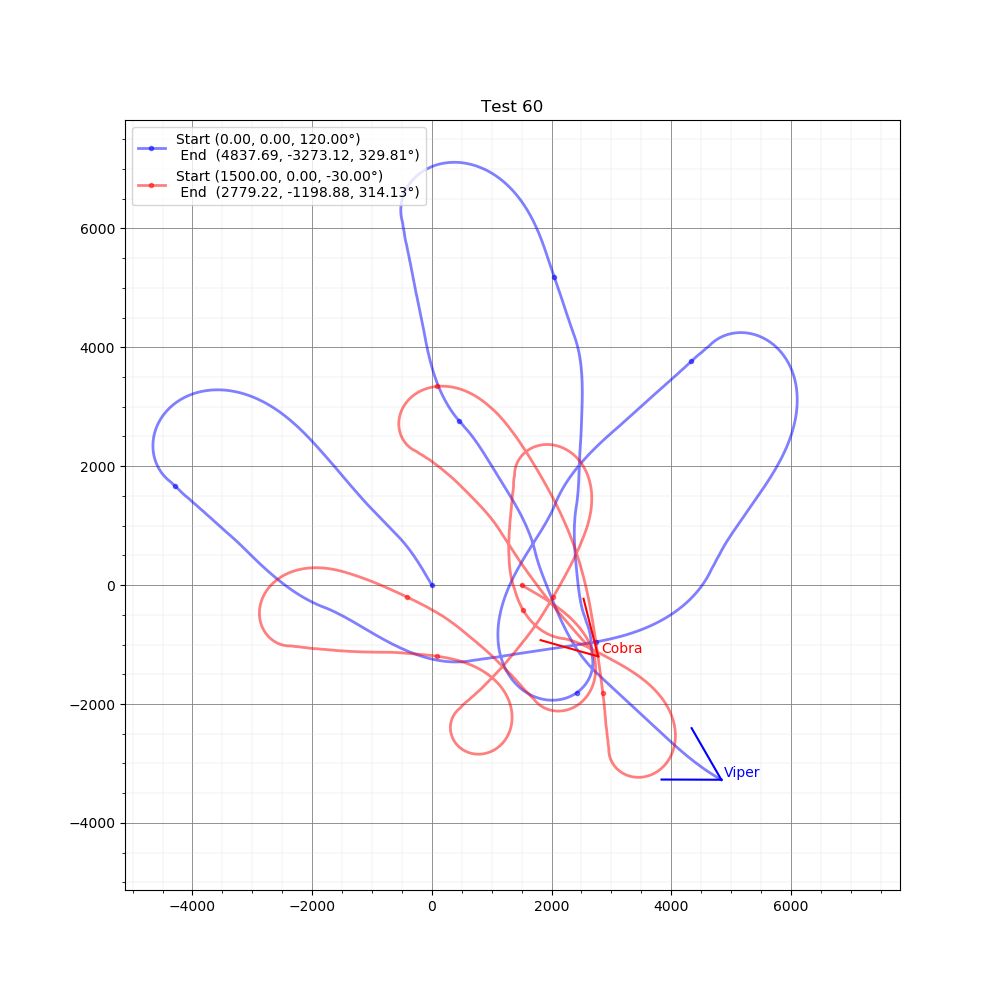 Test 60
Start (0.00, 0.00, 120.00°)
End  (4837.69, -3273.12, 329.81°)
Start (1500.00, 0.00, -30.00°)
End  (2779.22, -1198.88, 314.13°)
6000
4000
2000
0
−2000
−4000
Cobra
Viper
−4000
−2000
0
2000
4000
6000